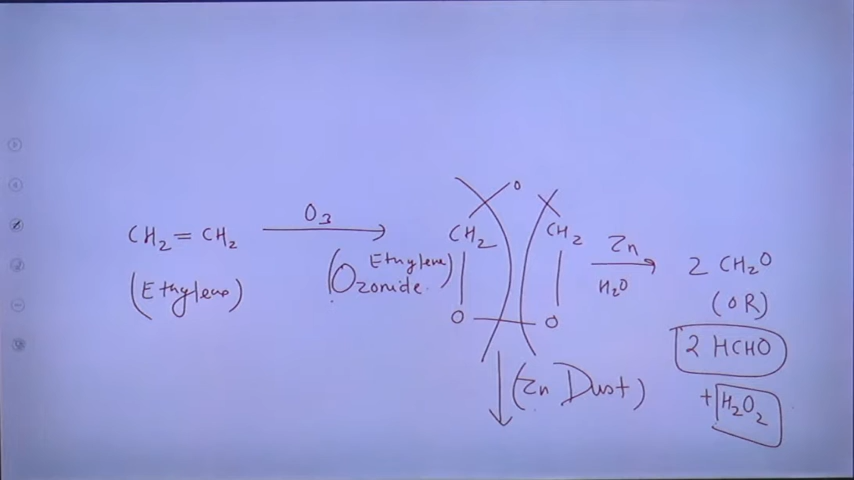 CH2=CH2
(Ethylene)
O3
(Ethylene
Ozonide)
O
CH2 CH2
O O
(Zn Dust)
Zn
H2O
2 CH2O
(OR)
2 HCHO
+ H2O2